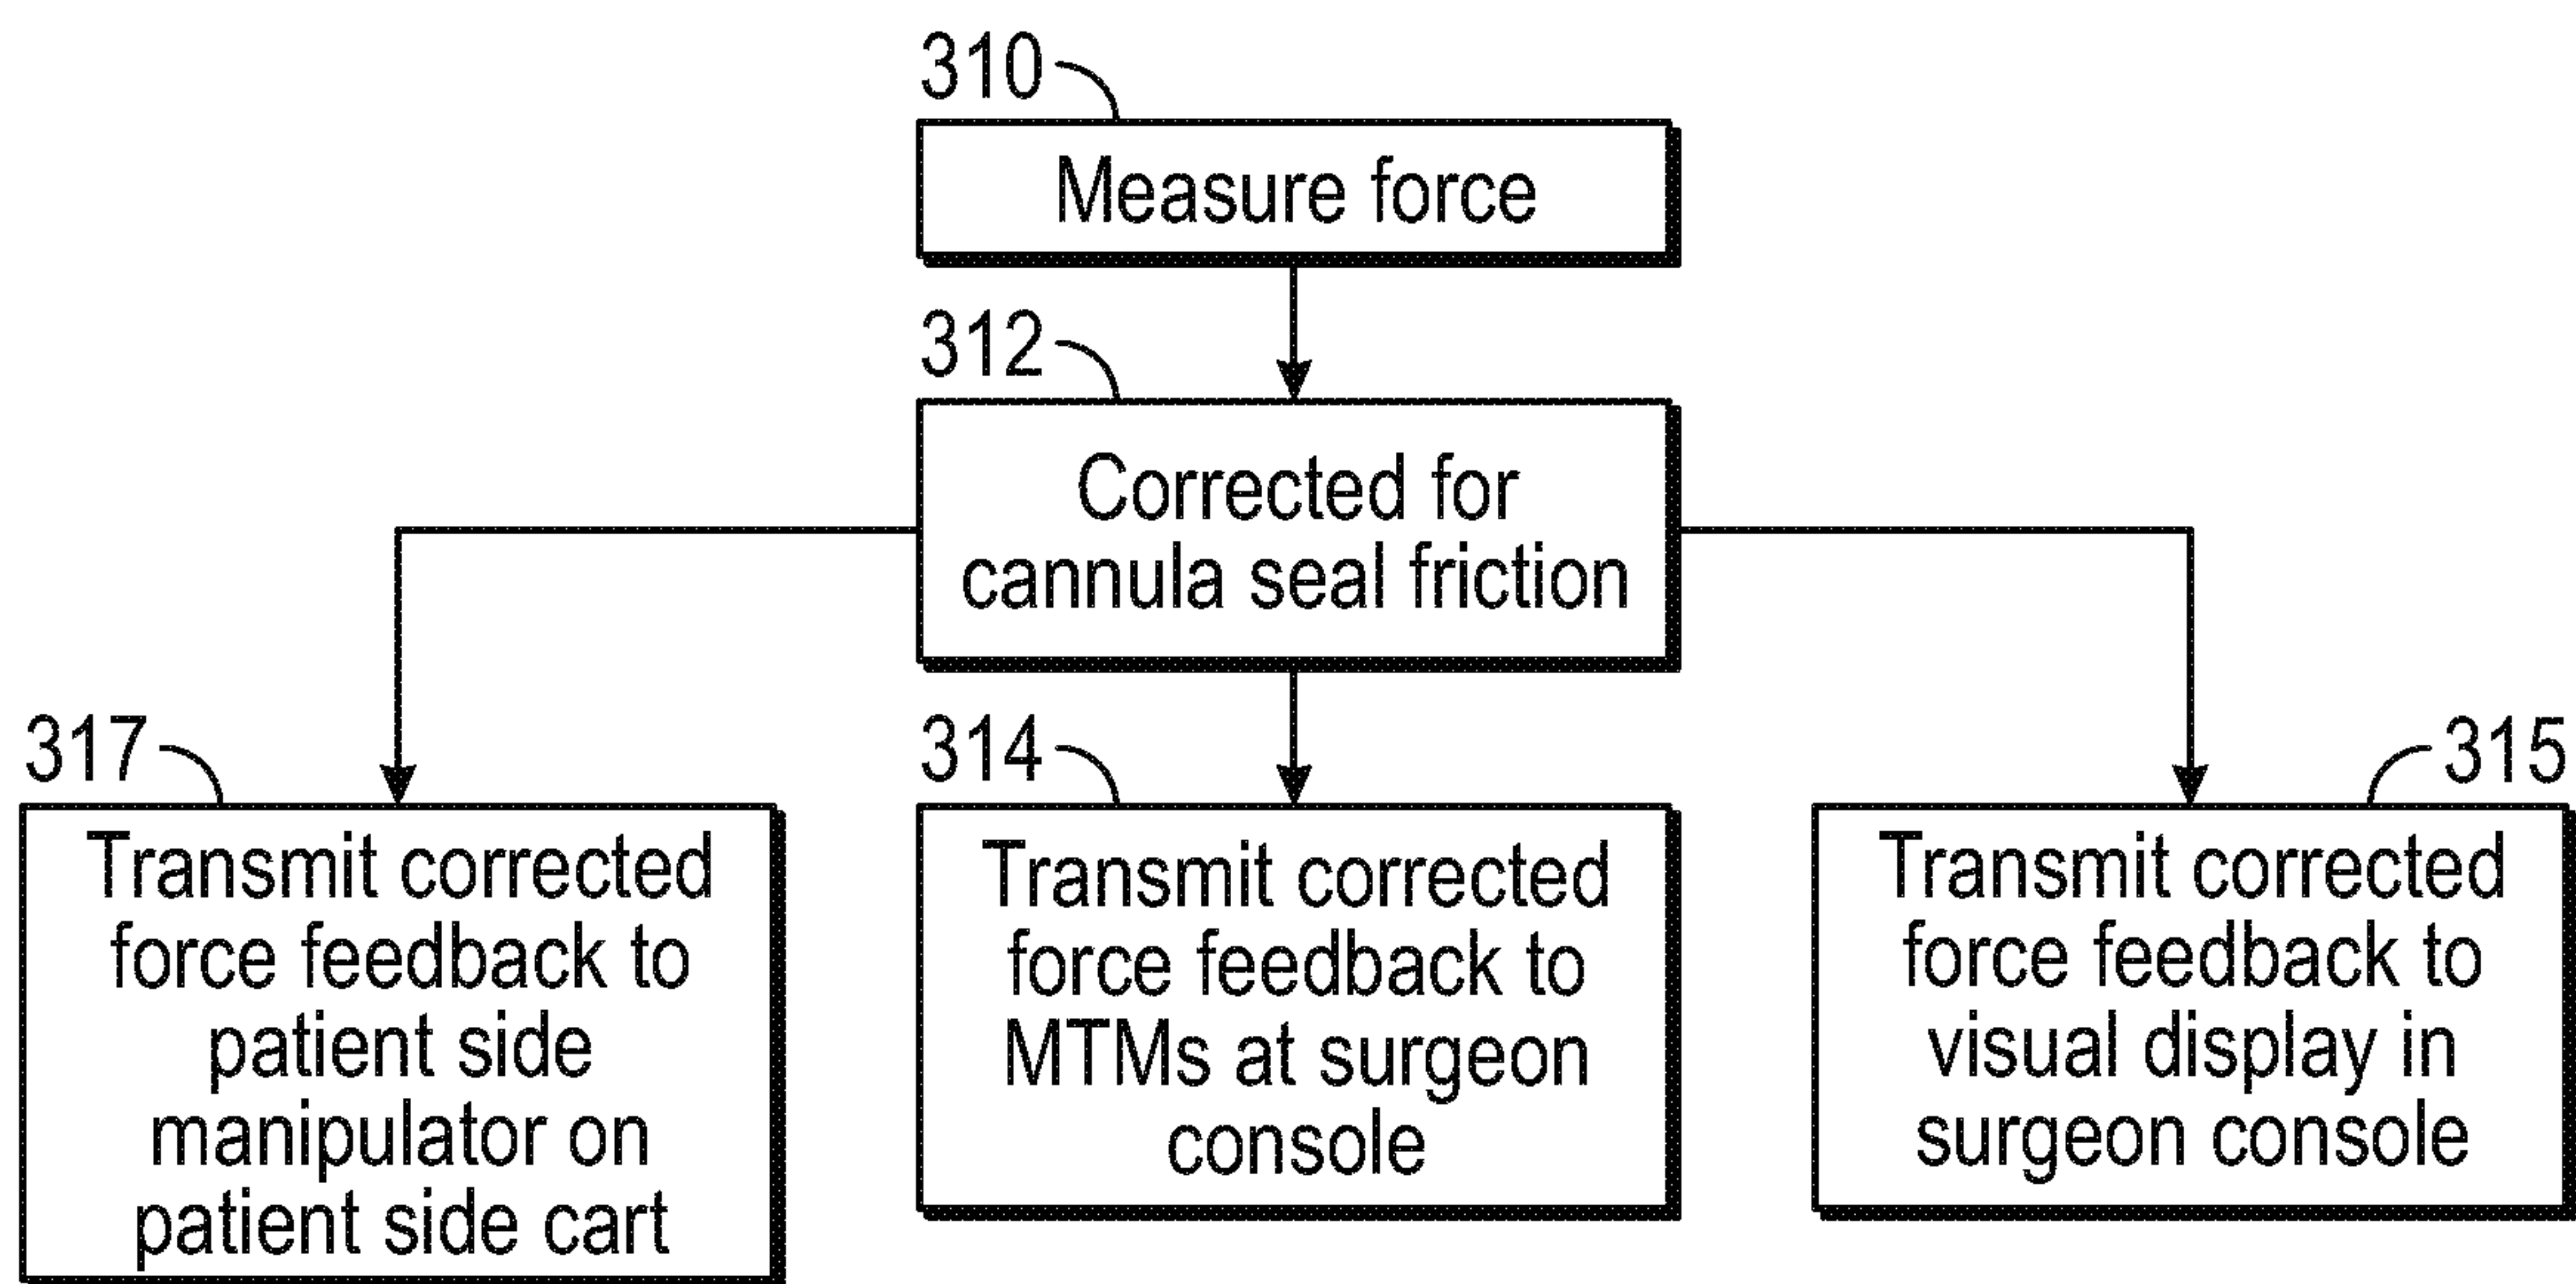 310
Measure force
312
Corrected for
cannula seal friction
317
Transmit corrected
force feedback to
patient side
manipulator on
patient side cart
314
Transmit corrected
force feedback to
MTMs at surgeon
console
315
Transmit corrected
force feedback to
visual display in
surgeon console